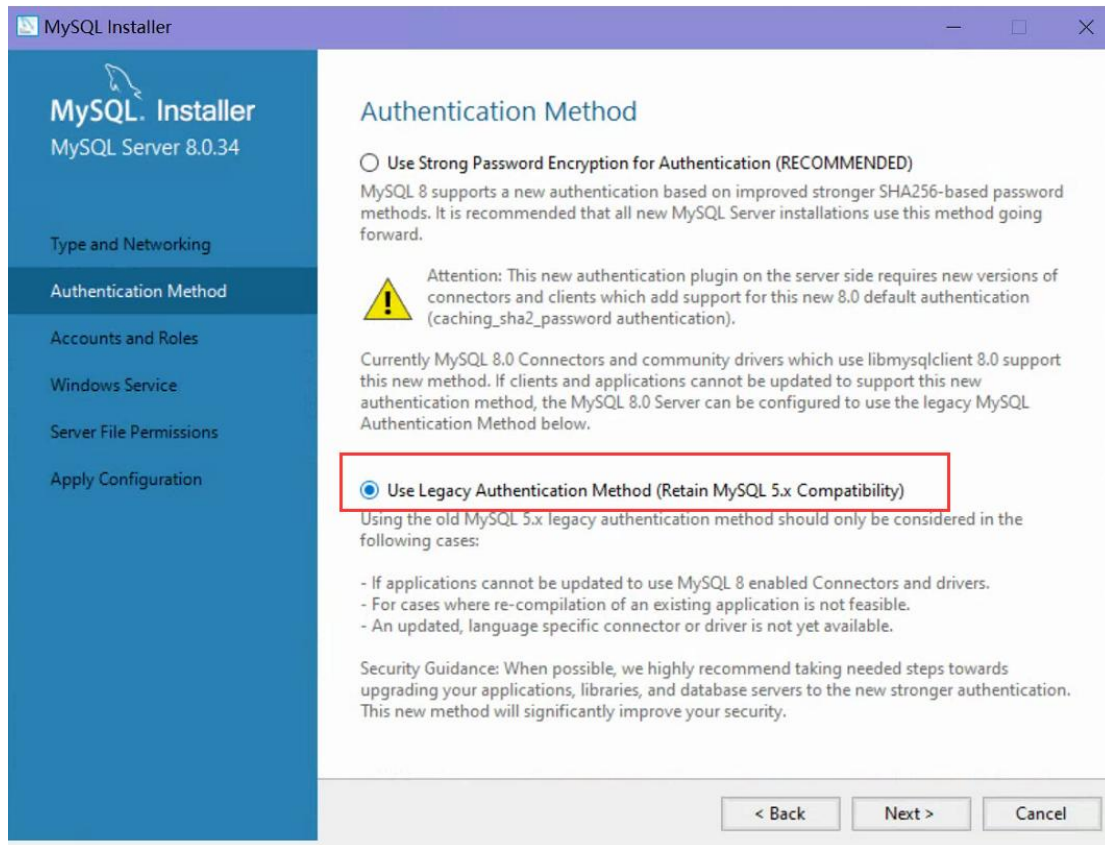 MySQL Installer
MySQL. Installer
MySQL Server 8.0.34
Type and Networking
Authentication Method
Accounts and Roles
Windows Service
Server File Permissions
Apply Configuration
Authentication Method
Use Strong Password Encryption for Authentication (RECOMMENDED)
MySQL 8 supports a new authentication based on improved stronger SHA256-based password
methods. It is recommended that all new MySQL Server installations use this method going
forward.
Attention: This new authentication plugin on the server side requires new versions of
connectors and clients which add support for this new 8.0 default authentication
(caching_sha2_password authentication).
Currently MySQL 8.0 Connectors and community drivers which use libmysqlclient 8.0 support
this new method. If clients and applications cannot be updated to support this new
authentication method, the MySQL 8.0 Server can be configured to use the legacy MySQL
Authentication Method below.
Use Legacy Authentication Method (Retain MySQL 5.x Compatibility)
Using the old MySQL 5.x legacy authentication method should only be considered in the
following cases:
- If applications cannot be updated to use MySQL 8 enabled Connectors and drivers.
- For cases where re-compilation of an existing application is not feasible.
- An updated, language specific connector or driver is not yet available.
Security Guidance: When possible, we highly recommend taking needed steps towards
upgrading your applications, libraries, and database servers to the new stronger authentication.
This new method will significantly improve your security.
< Back
Next >
Cancel